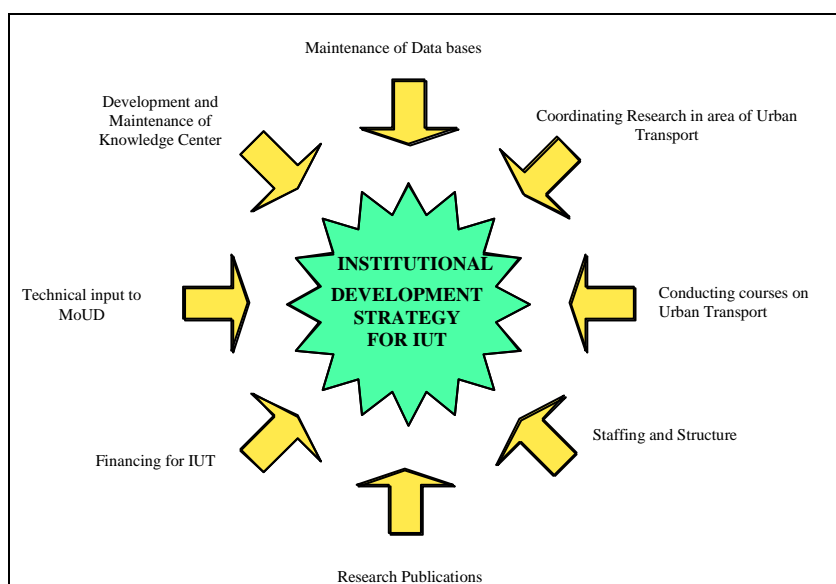 Maintenance of Data bases
Development and
Maintenance of
Knowledge Center
Coordinating Research in area of Urban
Transport
INSTITUTIONAL
DEVELOPMENT
STRATEGY
FOR IUT
Technical input to
MoUD
Conducting courses on
Urban Transport
Financing for IUT
Staffing and Structure
Research Publications